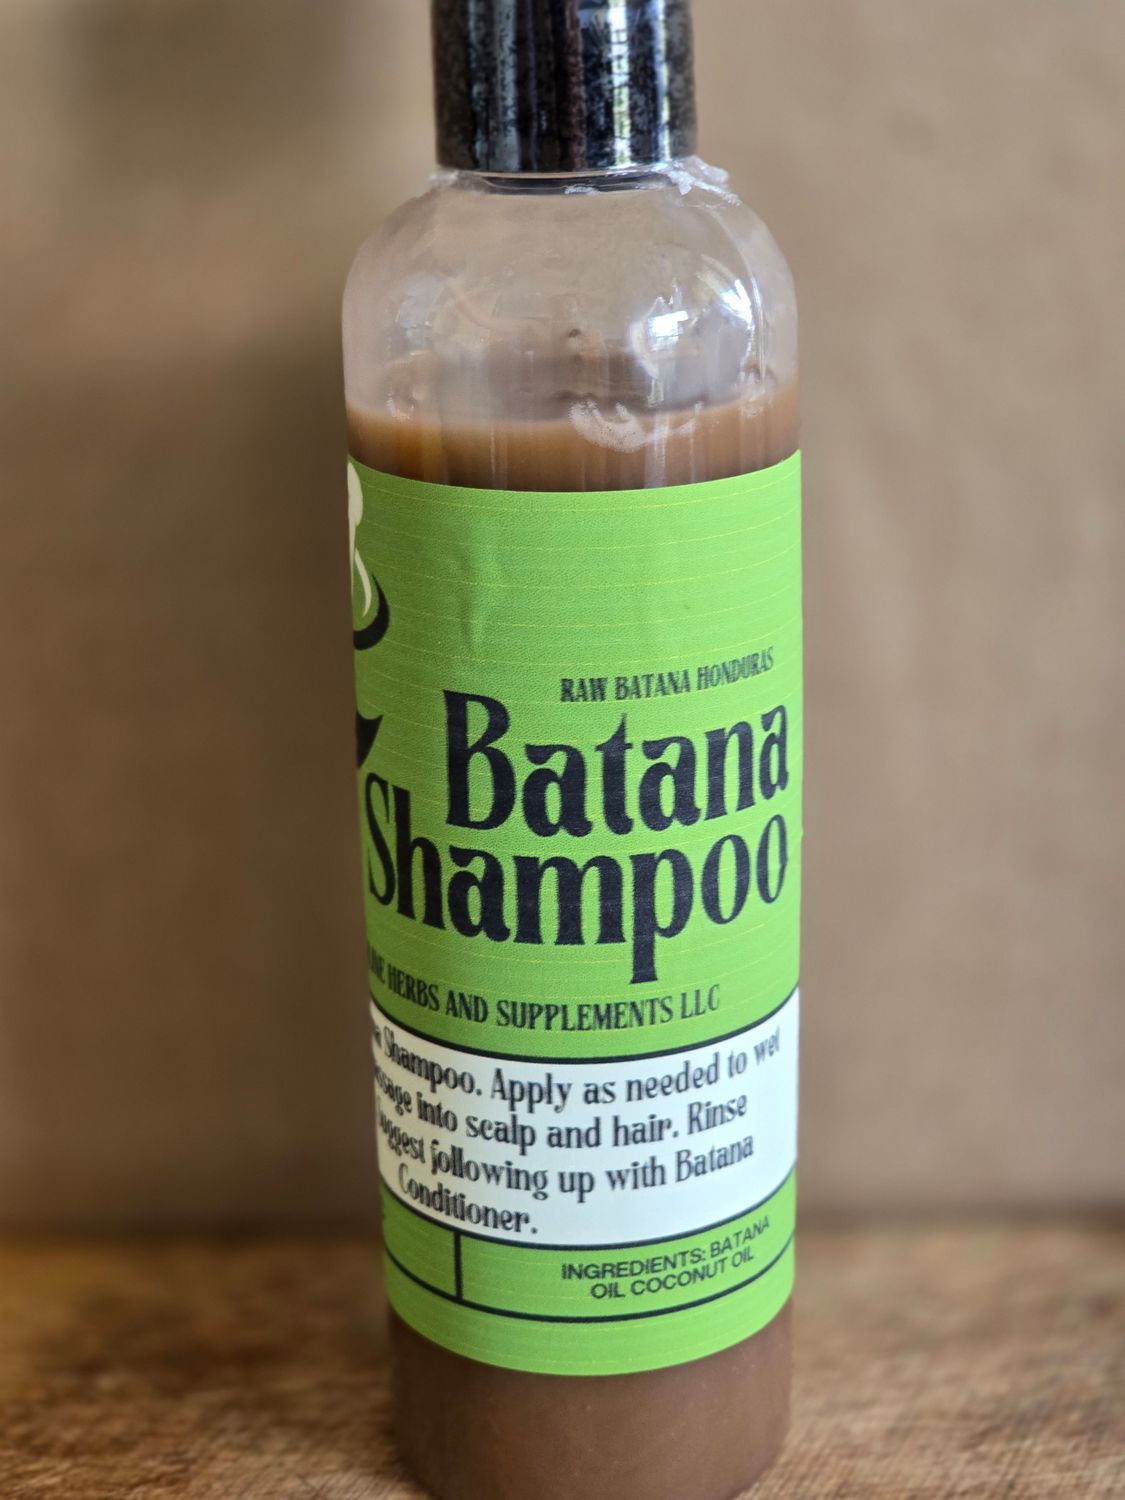 RAW BATANA HONDURAS
Batana
Shampoo
HERBS AND SUPPLEMENTS LLC
Shampoo. Apply as needed to wet
into scalp and hair. Rinse
following up with Batana
Conditioner.
INGREDIENTS: BATANA
OIL COCONUT OIL